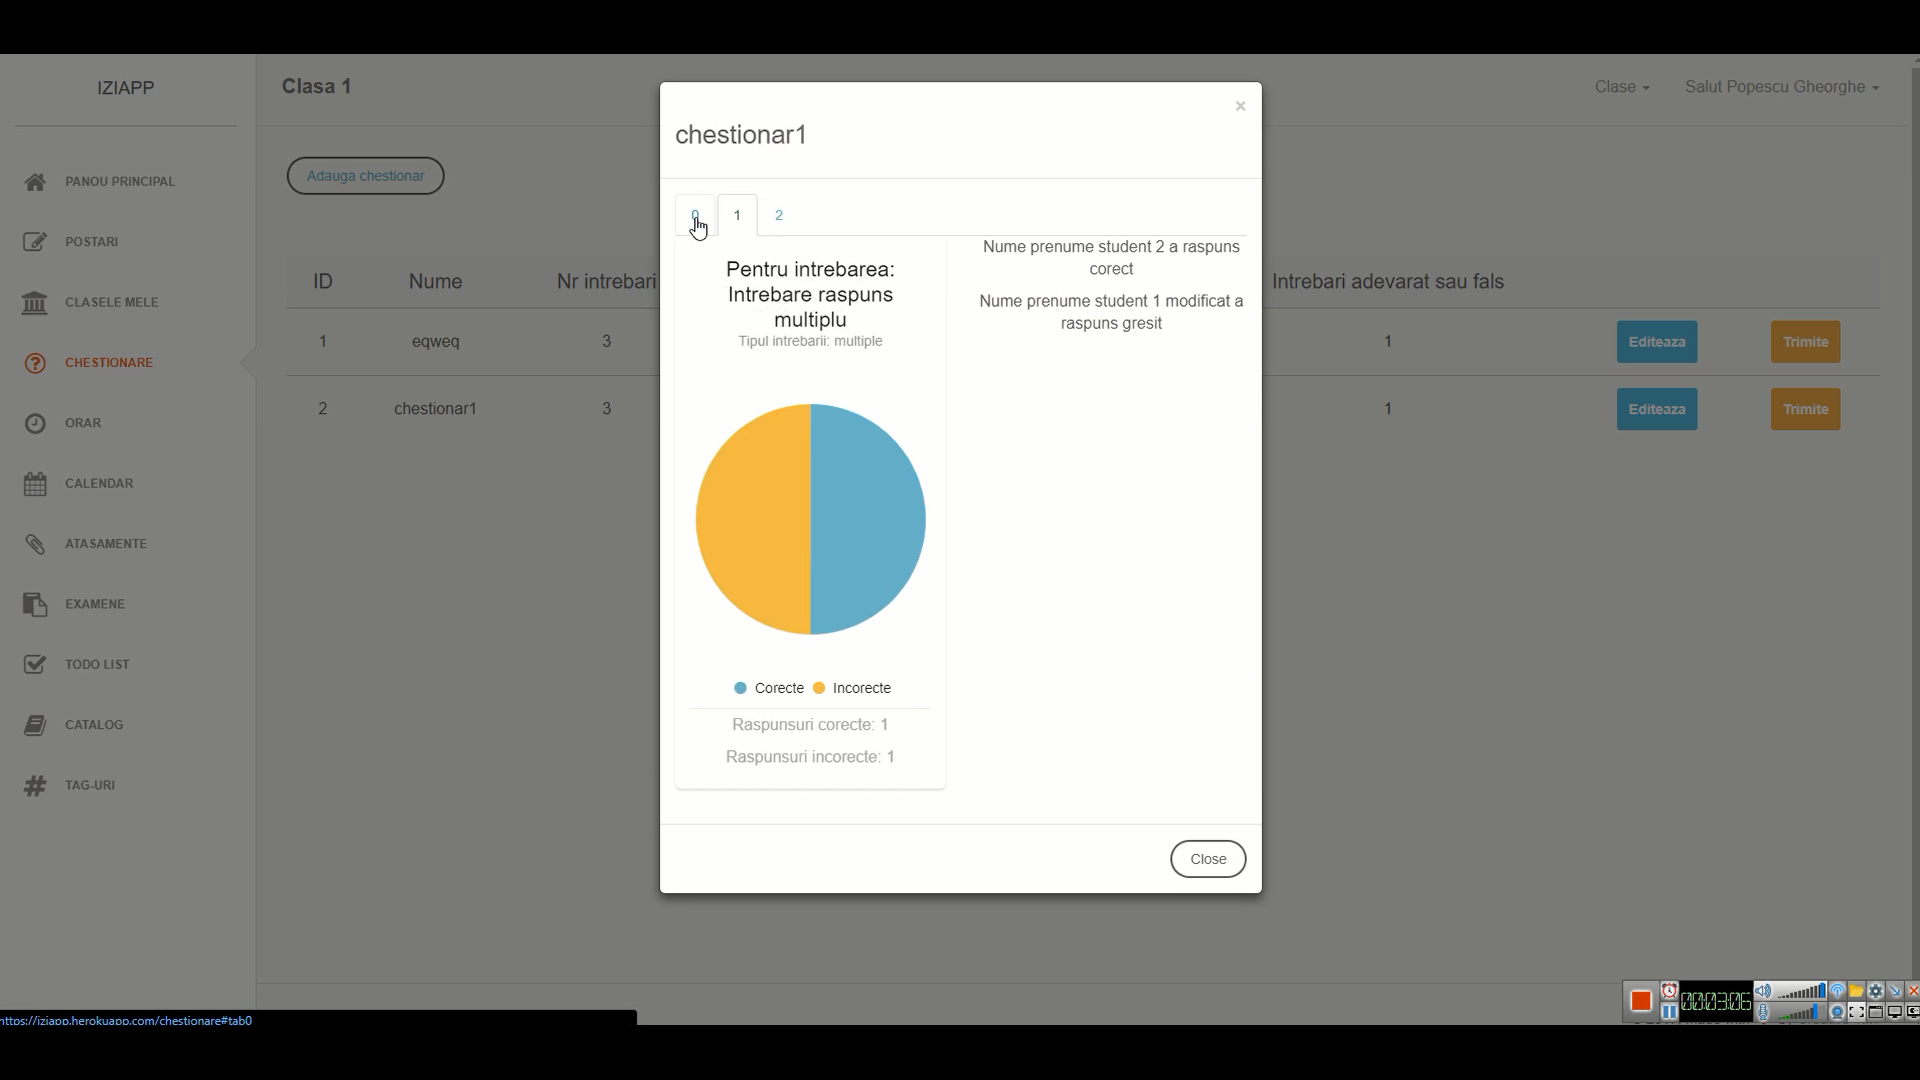 IZIAPP
Clasa 1
Clase
Salut Popescu Gheorghe
PANOU PRINCIPAL
POSTARI
CLASELE MELE
CHESTIONARE
ORAR
CALENDAR
ATASAMENTE
EXAMENE
TODO LIST
CATALOG
TAG-URI
Adauga chestionar
ID Nume Nr intrebari Intrebari adevarat sau fals
1 eqweq 3 1 Editeaza Trimite
2 chestionar1 3 1 Editeaza Trimite
×
chestionar1
0 1 2
Pentru intrebarea:
Intrebare raspuns
multiplu
Tipul intrebarii: multiple
Corecte Incorecte
Raspunsuri corecte: 1
Raspunsuri incorecte: 1
Nume prenume student 2 a raspuns
corect
Nume prenume student 1 modificat a
raspuns gresit
Close
https://iziapp.herokuapp.com/chestionare#tab0
00:03:06